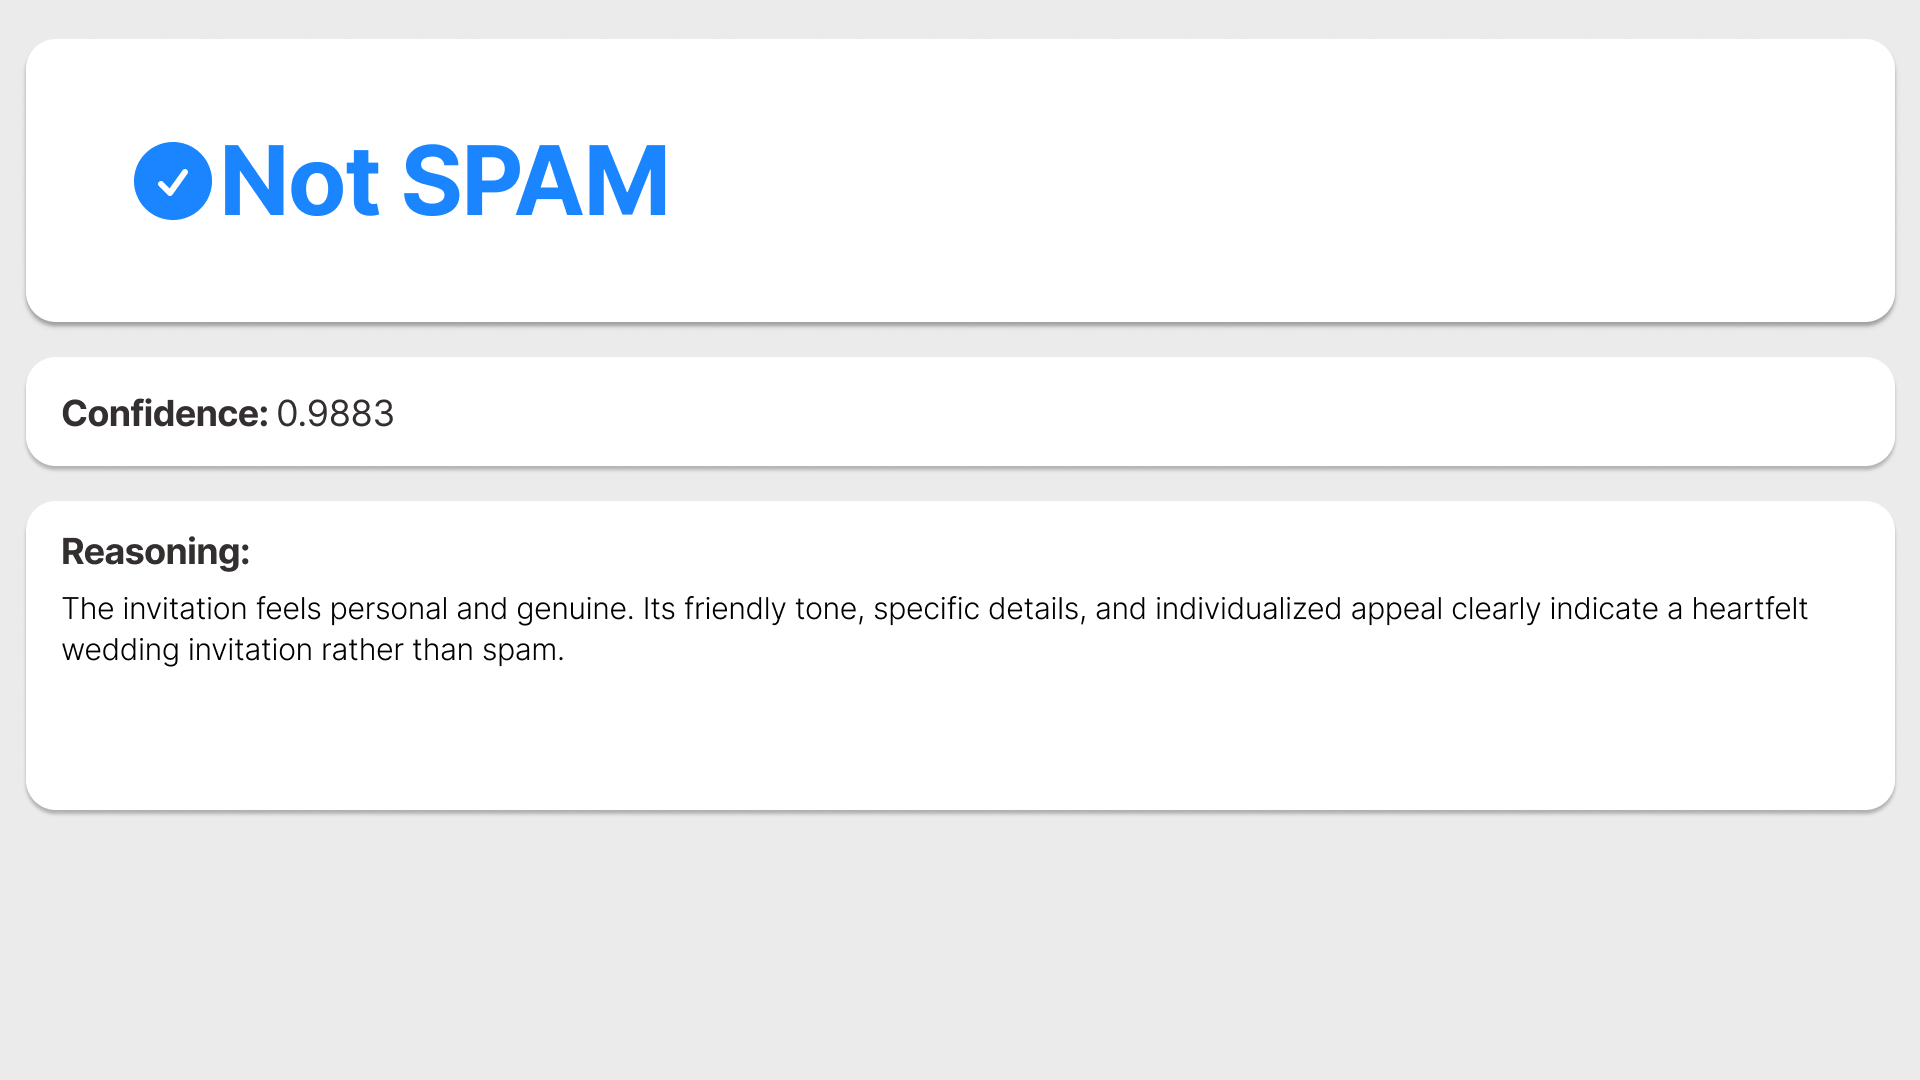 Not SPAM
Confidence: 0.9883
Reasoning:
The invitation feels personal and genuine. Its friendly tone, specific details, and individualized appeal clearly indicate a heartfelt
wedding invitation rather than spam.